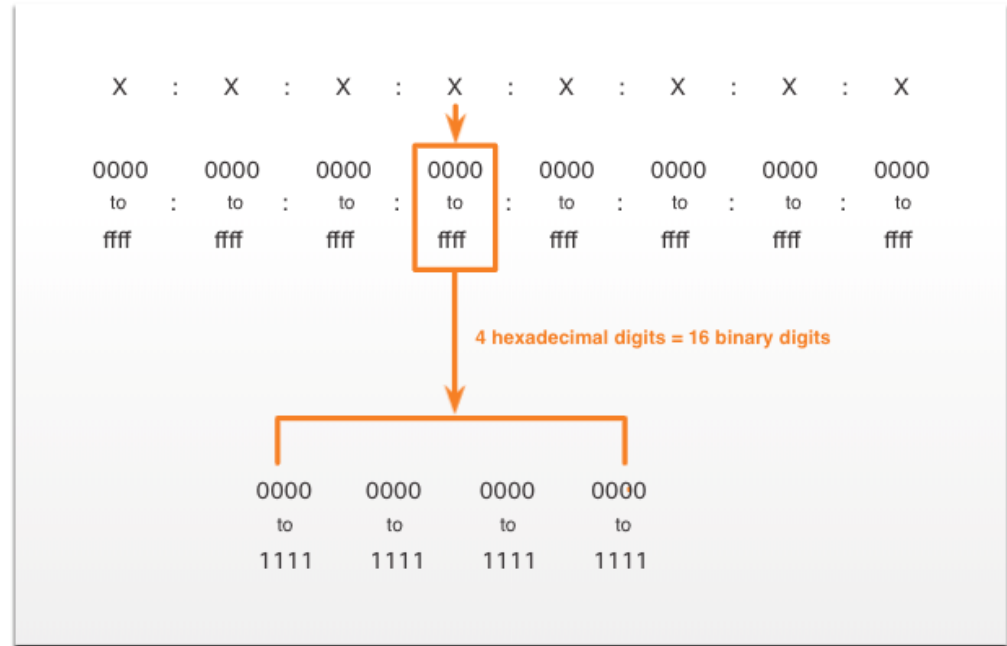 X : X : X : X : X : X : X : X
0000 0000 0000 0000 0000 0000 0000 0000
to : to : to : to : to : to : to : to
ffff ffff ffff ffff ffff ffff ffff ffff
4 hexadecimal digits = 16 binary digits
0000 0000 0000 0000
to to to to
1111 1111 1111 1111